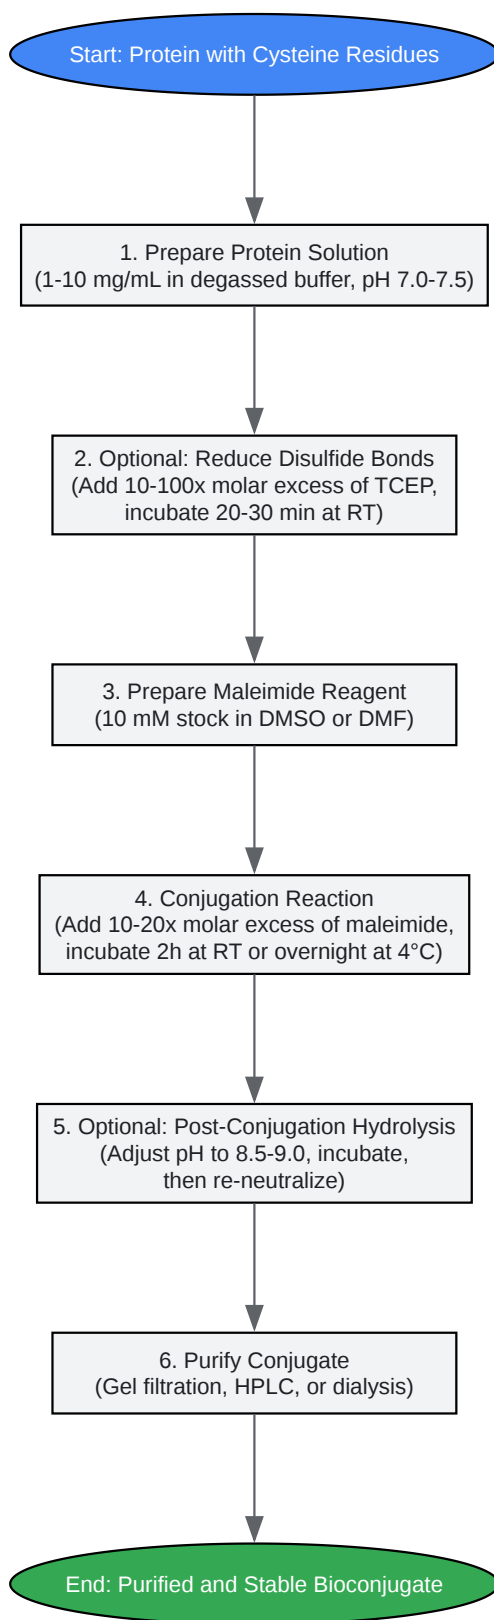 Start: Protein with Cysteine Residues
1. Prepare Protein Solution
(1-10 mg/mL in degassed buffer, pH 7.0-7.5)
2. Optional: Reduce Disulfide Bonds
(Add 10-100x molar excess of TCEP,
incubate 20-30 min at RT)
3. Prepare Maleimide Reagent
(10 mM stock in DMSO or DMF)
4. Conjugation Reaction
(Add 10-20x molar excess of maleimide,
incubate 2h at RT or overnight at 4°C)
5. Optional: Post-Conjugation Hydrolysis
(Adjust pH to 8.5-9.0, incubate,
then re-neutralize)
6. Purify Conjugate
(Gel filtration, HPLC, or dialysis)
End: Purified and Stable Bioconjugate